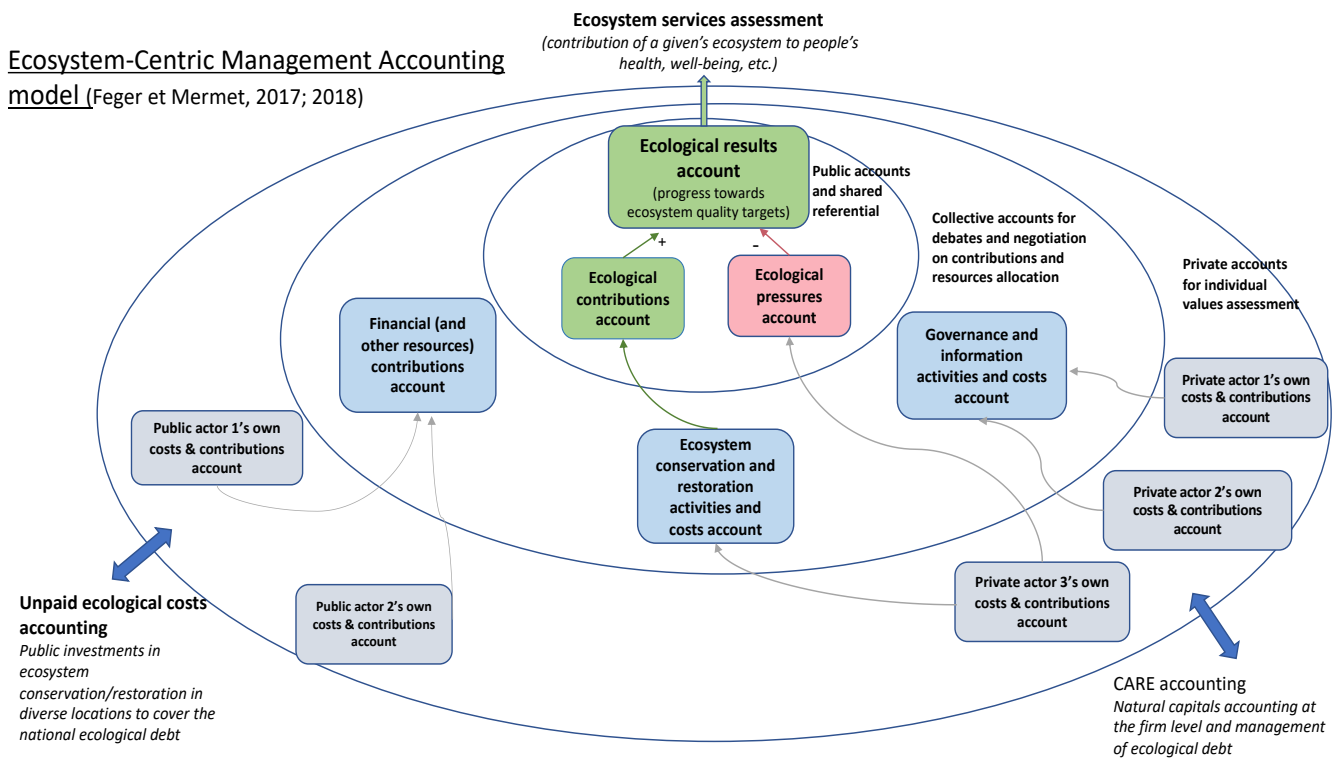 Ecosystem services assessment
(contribution of a given's ecosystem to people's
health, well-being, etc.)
Ecosystem-Centric Management Accounting
model (Feger et Mermet, 2017; 2018)
Ecological results
account
(progress towards
ecosystem quality targets)
Public accounts
and shared
referential
Collective accounts for
debates and negotiation
on contributions and
resources allocation
Private accounts
for individual
values assessment
+
-
Ecological
contributions
account
Ecological
pressures
account
Financial (and
other resources)
contributions
account
Governance and
information
activities and costs
account
Private actor 1's own
costs & contributions
account
Public actor 1's own
costs & contributions
account
Ecosystem
conservation and
restoration
activities and
costs account
Private actor 2's own
costs & contributions
account
Private actor 3's own
costs & contributions
account
Public actor 2's own
costs & contributions
account
Unpaid ecological costs
accounting
Public investments in
ecosystem
conservation/restoration in
diverse locations to cover the
national ecological debt
CARE accounting
Natural capitals accounting at
the firm level and management
of ecological debt